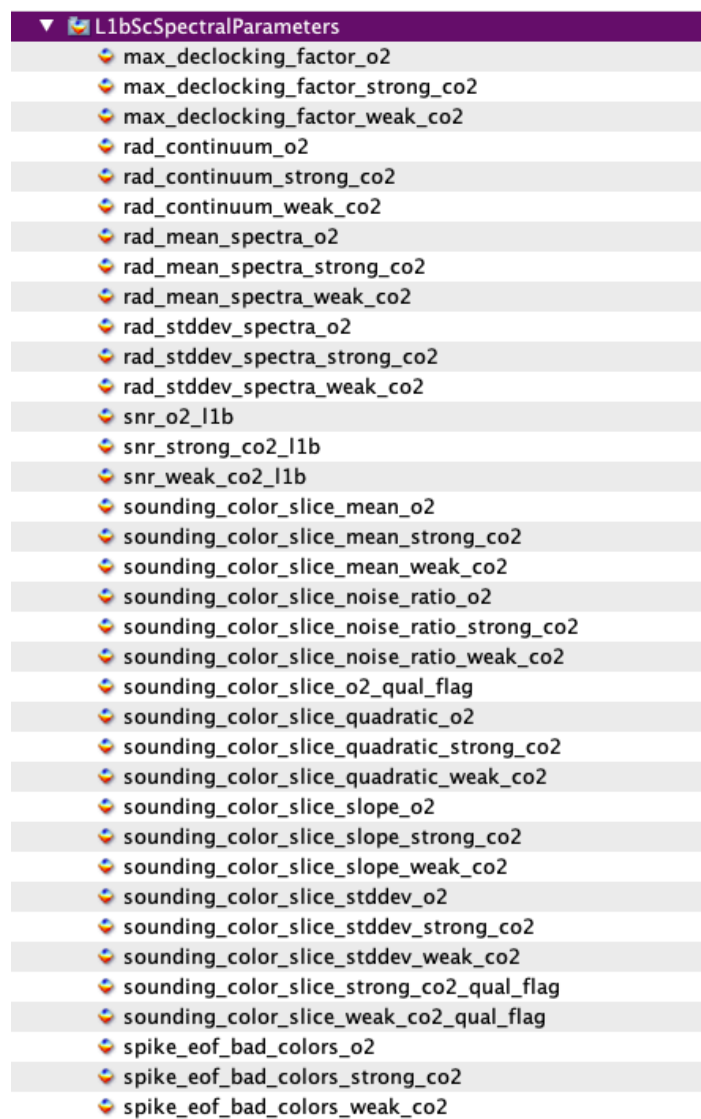 L1bScSpectralParameters
max_declocking_factor_o2
max_declocking_factor_strong_co2
max_declocking_factor_weak_co2
rad_continuum_o2
rad_continuum_strong_co2
rad_continuum_weak_co2
rad_mean_spectra_o2
rad_mean_spectra_strong_co2
rad_mean_spectra_weak_co2
rad_stddev_spectra_o2
rad_stddev_spectra_strong_co2
rad_stddev_spectra_weak_co2
snr_o2_l1b
snr_strong_co2_l1b
snr_weak_co2_l1b
sounding_color_slice_mean_o2
sounding_color_slice_mean_strong_co2
sounding_color_slice_mean_weak_co2
sounding_color_slice_noise_ratio_o2
sounding_color_slice_noise_ratio_strong_co2
sounding_color_slice_noise_ratio_weak_co2
sounding_color_slice_o2_qual_flag
sounding_color_slice_quadratic_o2
sounding_color_slice_quadratic_strong_co2
sounding_color_slice_quadratic_weak_co2
sounding_color_slice_slope_o2
sounding_color_slice_slope_strong_co2
sounding_color_slice_slope_weak_co2
sounding_color_slice_stddev_o2
sounding_color_slice_stddev_strong_co2
sounding_color_slice_stddev_weak_co2
sounding_color_slice_strong_co2_qual_flag
sounding_color_slice_weak_co2_qual_flag
spike_eof_bad_colors_o2
spike_eof_bad_colors_strong_co2
spike_eof_bad_colors_weak_co2